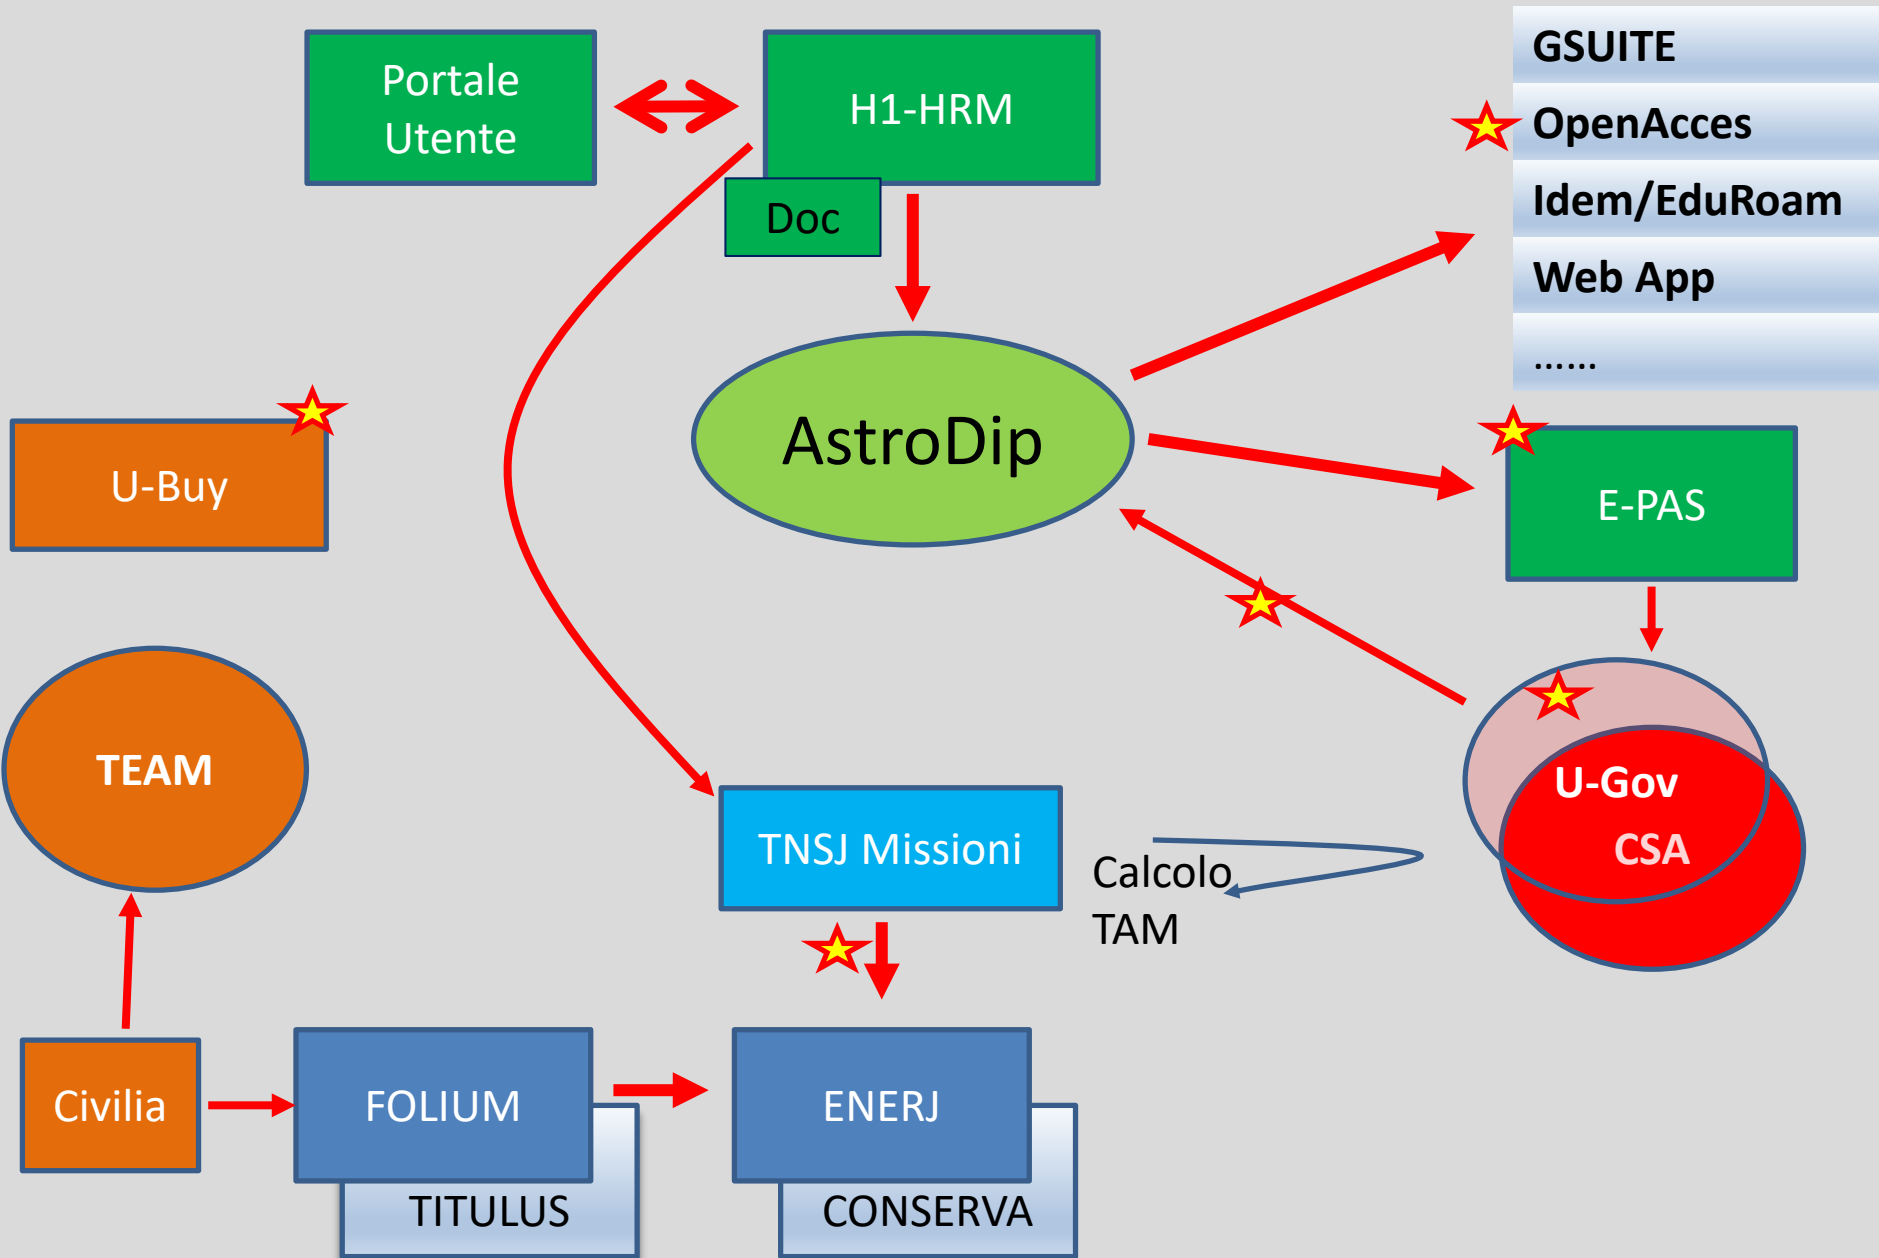 Portale
Utente
H1-HRM
Doc
GSUITE
OpenAcces
Idem/EduRoam
Web App
......
AstroDip
U-Buy
E-PAS
TEAM
U-Gov
CSA
TNSJ Missioni
Calcolo
TAM
Civilia
FOLIUM
ENERJ
TITULUS
CONSERVA